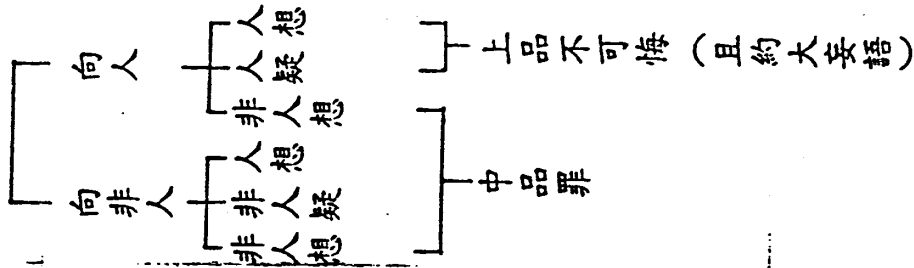 向人
人想
人疑
非人想
上品不可悔(且約大妄語)
向非人
人想
非人疑
非人想
中品罪